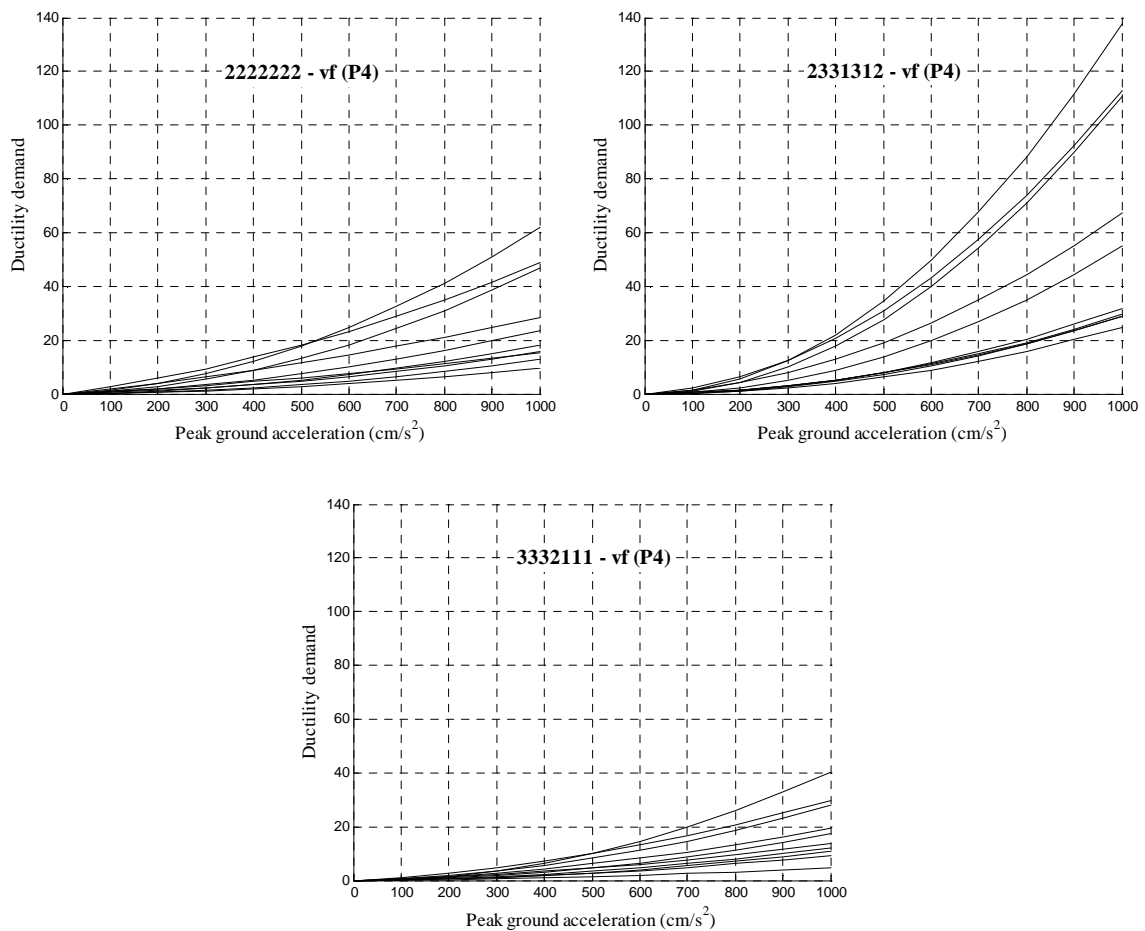 140
120
100
80
60
40
20
0
Ductility demand
2222222 - vf (P4)
0 100 200 300 400 500 600 700 800 900 1000
Peak ground acceleration (cm/s²)
140
120
100
80
60
40
20
0
Ductility demand
2331312 - vf (P4)
0 100 200 300 400 500 600 700 800 900 1000
Peak ground acceleration (cm/s²)
140
120
100
80
60
40
20
0
Ductility demand
3332111 - vf (P4)
0 100 200 300 400 500 600 700 800 900 1000
Peak ground acceleration (cm/s²)